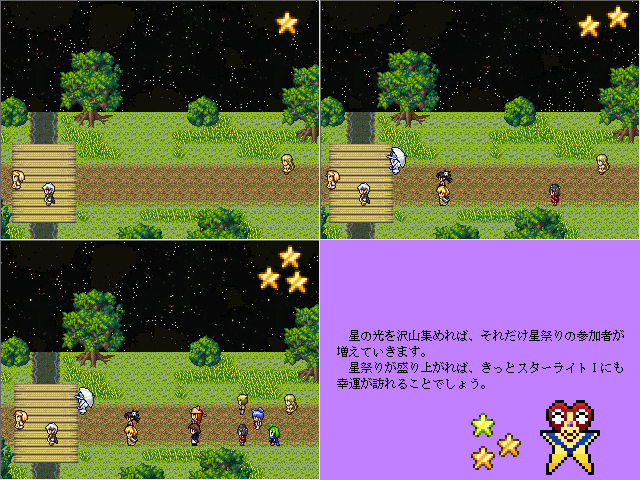 星の光を沢山集めれば、それだけ星祭りの参加者が
増えていきます。
星祭りが盛り上がれば、きっとスターライトＩにも
幸運が訪れることでしょう。